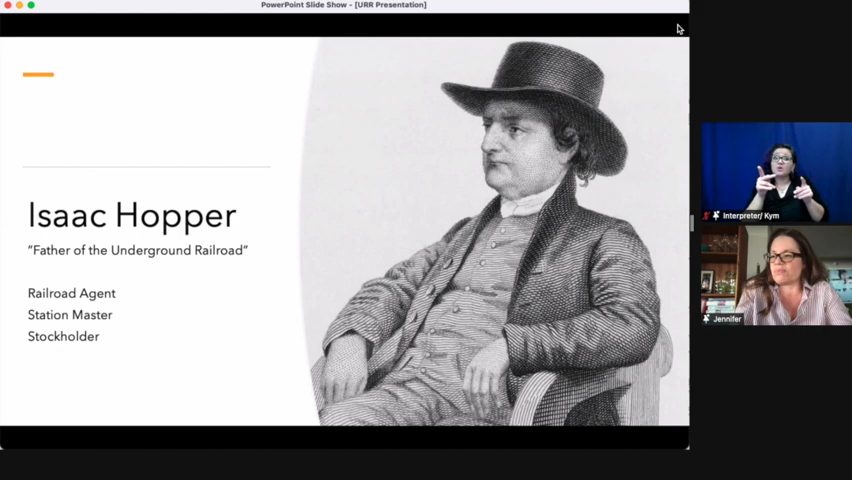 PowerPoint Slide Show - [URR Presentation]
Isaac Hopper
“Father of the Underground Railroad”
Railroad Agent
Station Master
Stockholder
Interpreter/ Kym
Jennifer